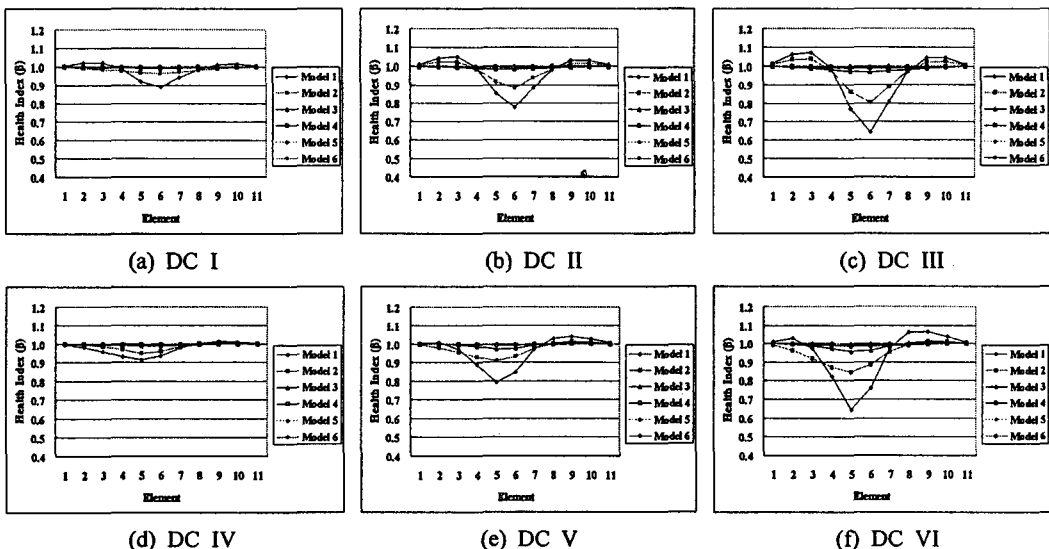 1.2
1.1
1.0
0.9
0.8
0.7
0.6
0.5
0.4
Health Index (β)
1 2 3 4 5 6 7 8 9 10 11
Element
Model 1
Model 2
Model 3
Model 4
Model 5
Model 6
(a) DC I
1.2
1.1
1.0
0.9
0.8
0.7
0.6
0.5
0.4
Health Index (β)
1 2 3 4 5 6 7 8 9 10 11
Element
Model 1
Model 2
Model 3
Model 4
Model 5
Model 6
(b) DC II
1.2
1.1
1.0
0.9
0.8
0.7
0.6
0.5
0.4
Health Index (β)
1 2 3 4 5 6 7 8 9 10 11
Element
Model 1
Model 2
Model 3
Model 4
Model 5
Model 6
(c) DC III
1.2
1.1
1.0
0.9
0.8
0.7
0.6
0.5
0.4
Health Index (β)
1 2 3 4 5 6 7 8 9 10 11
Element
Model 1
Model 2
Model 3
Model 4
Model 5
Model 6
(d) DC IV
1.2
1.1
1.0
0.9
0.8
0.7
0.6
0.5
0.4
Health Index (β)
1 2 3 4 5 6 7 8 9 10 11
Element
Model 1
Model 2
Model 3
Model 4
Model 5
Model 6
(e) DC V
1.2
1.1
1.0
0.9
0.8
0.7
0.6
0.5
0.4
Health Index (β)
1 2 3 4 5 6 7 8 9 10 11
Element
Model 1
Model 2
Model 3
Model 4
Model 5
Model 6
(f) DC VI